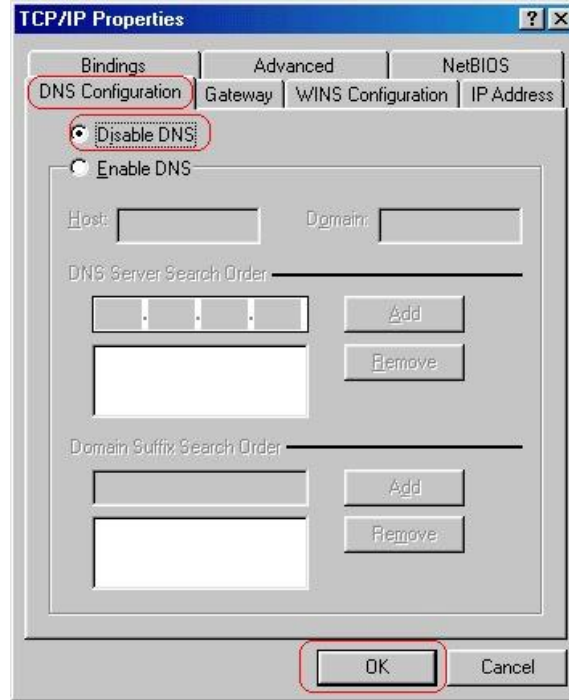 TCP/IP Properties
Bindings Advanced NetBIOS
DNS Configuration Gateway WINS Configuration IP Address
Disable DNS
Enable DNS
Host: Domain:
DNS Server Search Order
Add
Remove
Domain Suffix Search Order
Add
Remove
OK Cancel